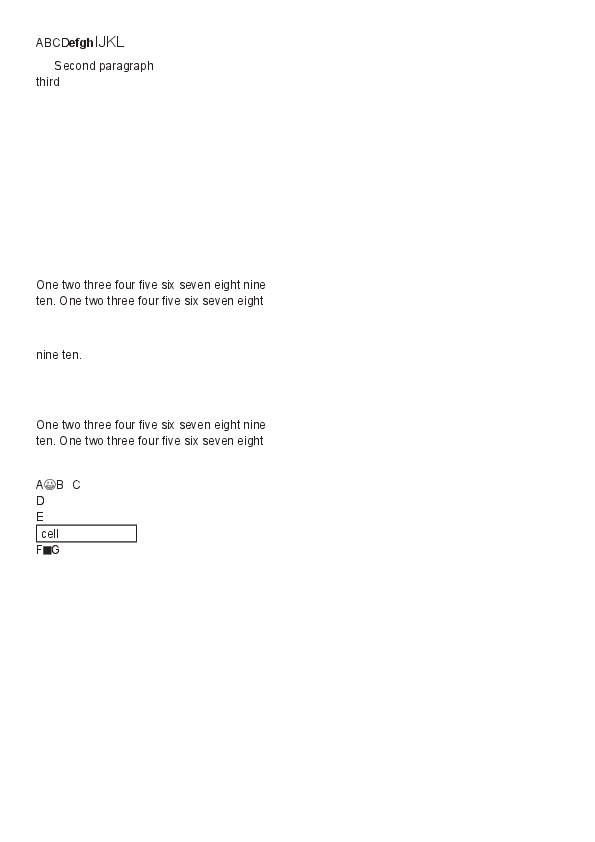 ABCDefghIJKL
Second paragraph
third
One two three four five six seven eight nine
ten. One two three four five six seven eight
nine ten.
One two three four five six seven eight nine
ten. One two three four five six seven eight
A😀B C
D
E
cell
F■G